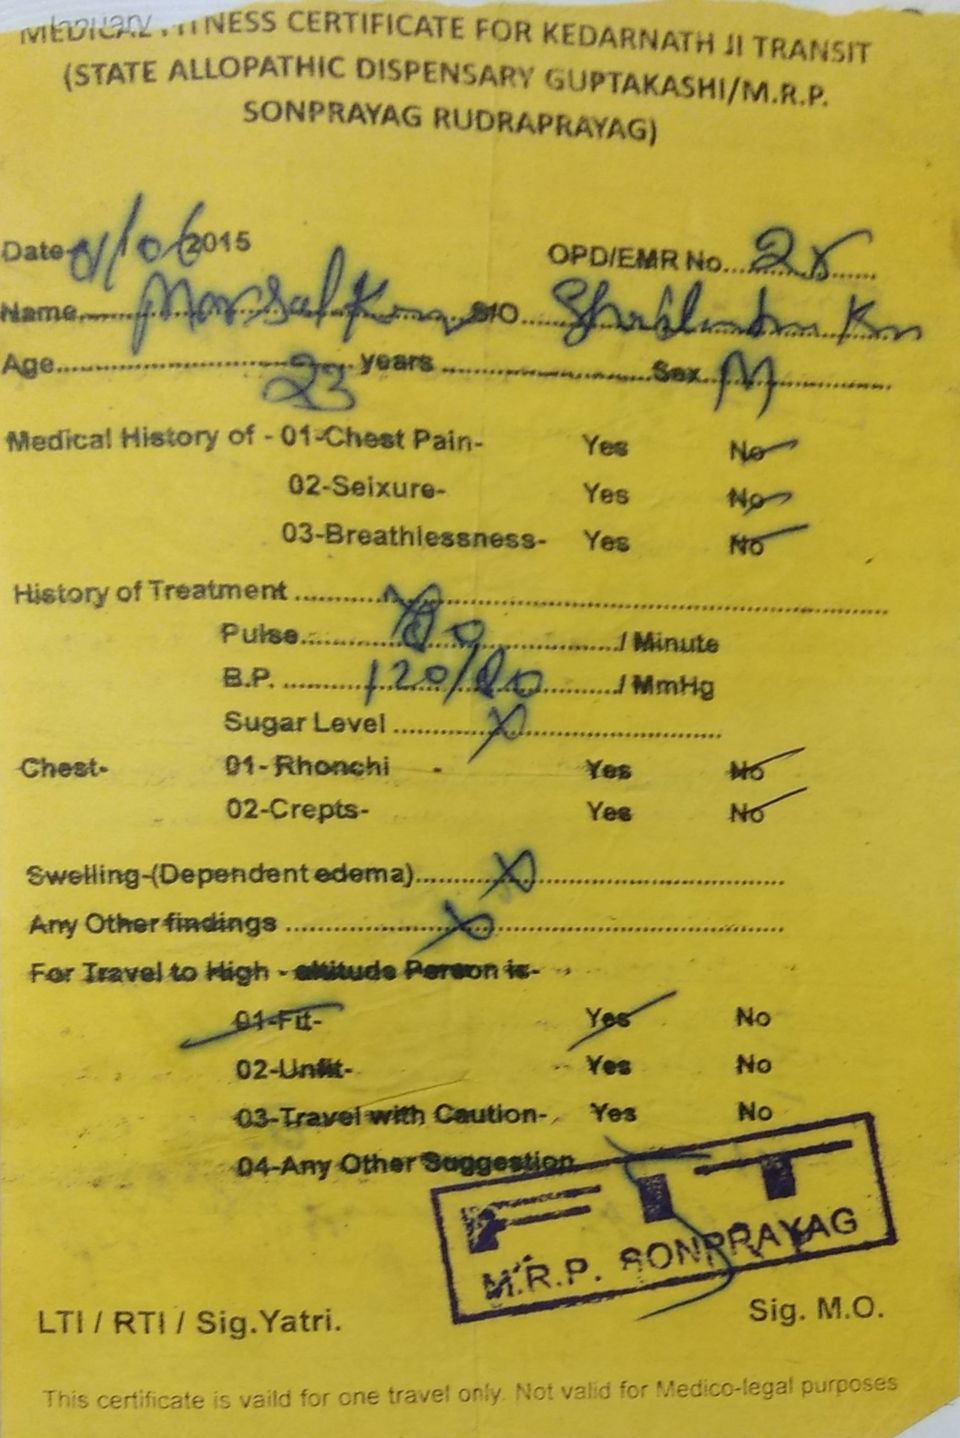 January
MEDICAL FITNESS CERTIFICATE FOR KEDARNATH JI TRANSIT
(STATE ALLOPATHIC DISPENSARY GUPTAKASHI/M.R.P.
SONPRAYAG RUDRAPRAYAG)
Date- /06/2015 OPD/EMR No....
Name.... S/O.... Kr
Age....23....years....Sex..M....
Medical History of - 01-Chest Pain- Yes No
02-Seixure- Yes No
03-Breathlessness- Yes No
History of Treatment ....X....
Pulse....80..../ Minute
B.P. ....120/80..../ MmHg
Sugar Level ....X....
Chest- 01- Rhonchi - Yes No
02-Crepts- Yes No
Swelling-(Dependent edema)....X....
Any Other findings ....X....
For Travel to High - altitude Person is-
01-Fit- Yes No
02-Unfit- Yes No
03-Travel with Caution- Yes No
04-Any Other Suggestion
FIT
M.R.P. SONPRAYAG
LTI / RTI / Sig.Yatri. Sig. M.O.
This certificate is vaild for one travel only. Not valid for Medico-legal purposes